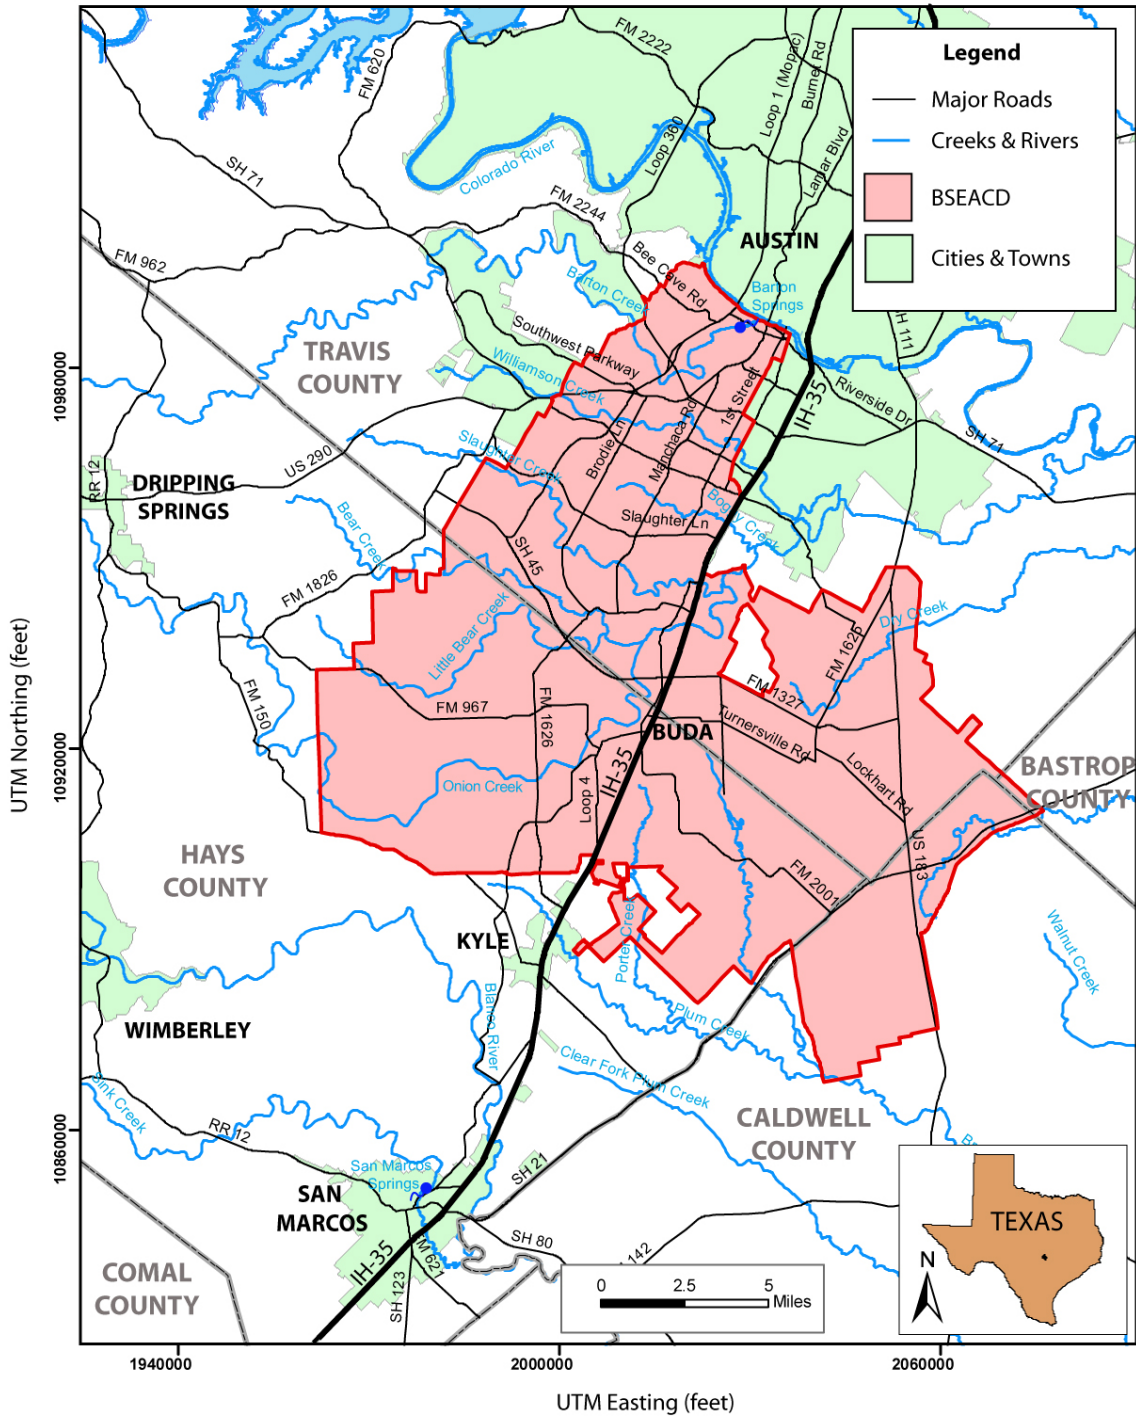 Legend
Major Roads
Creeks & Rivers
BSEACD
Cities & Towns
FM 2222
FM 620
Loop 1 (Mopac)
Burnet Rd
Loop 360
Lamar Blvd
Colorado River
SH 71
FM 2244
AUSTIN
FM 962
Bee Cave Rd
Barton Creek
Barton
Springs
SH 111
Southwest Parkway
TRAVIS
COUNTY
Williamson Creek
IH-35
Riverside Dr
1st Street
Manchaca Rd
Brodie Ln
SH 71
US 290
Slaughter Creek
RR 12
DRIPPING
SPRINGS
Bear Creek
Boggy Creek
Slaughter Ln
SH 45
FM 1826
Little Bear Creek
Dry Creek
FM 1625
FM 150
FM 967
FM 1626
FM 1327
Turnersville Rd
BUDA
Lockhart Rd
BASTROP
COUNTY
Onion Creek
Loop 4
IH-35
US 183
HAYS
COUNTY
FM 2001
KYLE
Porter Creek
Walnut Creek
WIMBERLEY
Blanco River
Plum Creek
Clear Fork Plum Creek
Sink Creek
RR 12
CALDWELL
COUNTY
San Marcos
Springs
SAN
MARCOS
SH 21
SH 80
142
IH-35
FM 621
SH 123
COMAL
COUNTY
TEXAS
N
0 2.5 5
Miles
10980000
10920000
10860000
UTM Northing (feet)
1940000 2000000 2060000
UTM Easting (feet)